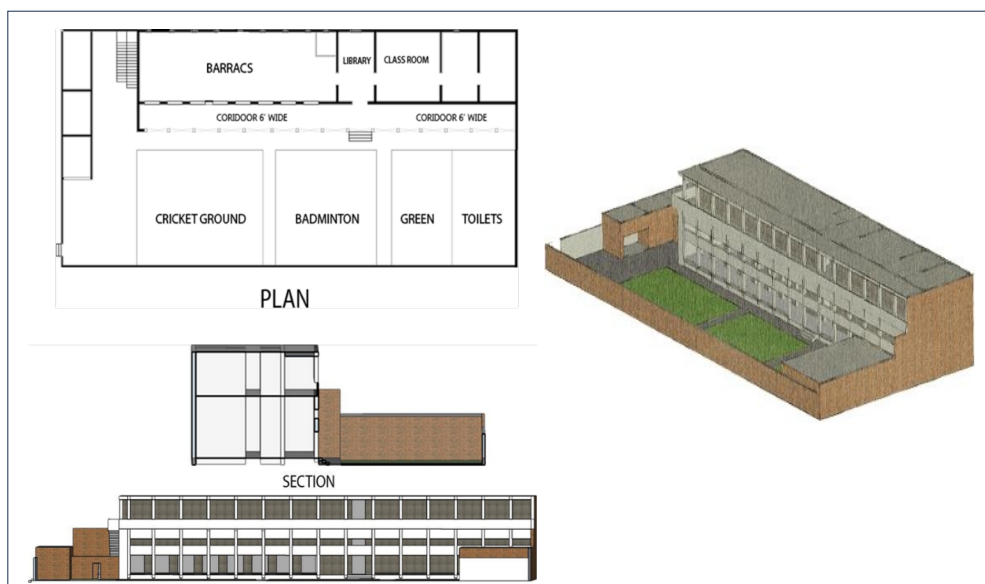 BARRACS
LIBRARY
CLASS ROOM
CORIDOOR 6' WIDE
CORIDOOR 6' WIDE
CRICKET GROUND
BADMINTON
GREEN
TOILETS
PLAN
SECTION